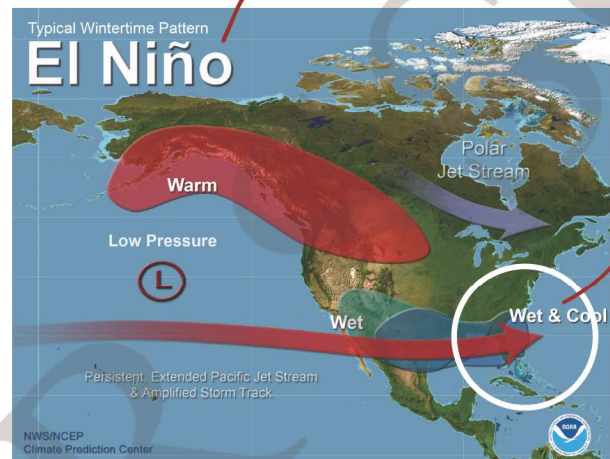 Typical Wintertime Pattern
El Niño
Polar
Jet Stream
Warm
Low Pressure
L
Wet & Cool
Wet
Persistent, Extended Pacific Jet Stream
& Amplified Storm Track
NWS/NCEP
Climate Prediction Center
NOAA